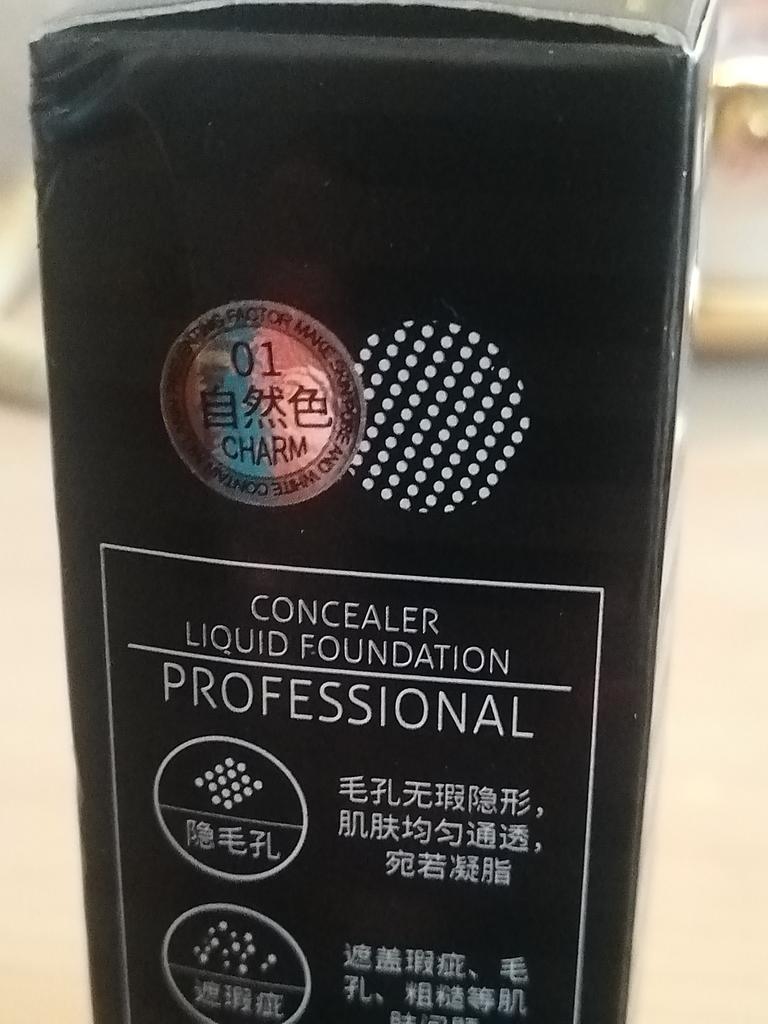 01
自然色
CHARM
CONCEALER
LIQUID FOUNDATION
PROFESSIONAL
隐毛孔
毛孔无瑕隐形，
肌肤均匀通透，
宛若凝脂
遮瑕疵
遮盖瑕疵、毛
孔、粗糙等肌